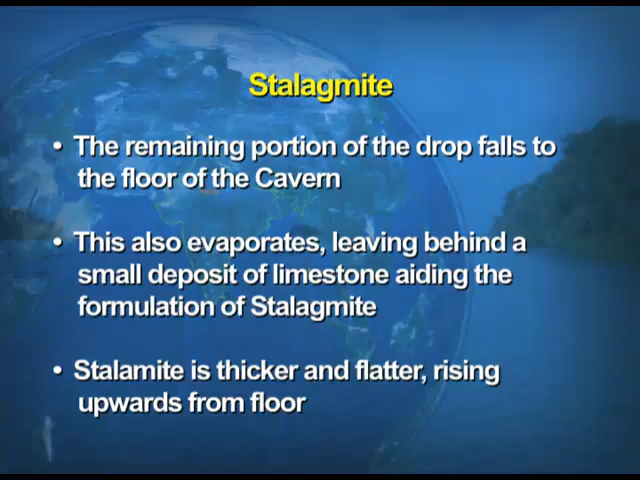 Stalagmite
• The remaining portion of the drop falls to
the floor of the Cavern
• This also evaporates, leaving behind a
small deposit of limestone aiding the
formulation of Stalagmite
• Stalamite is thicker and flatter, rising
upwards from floor